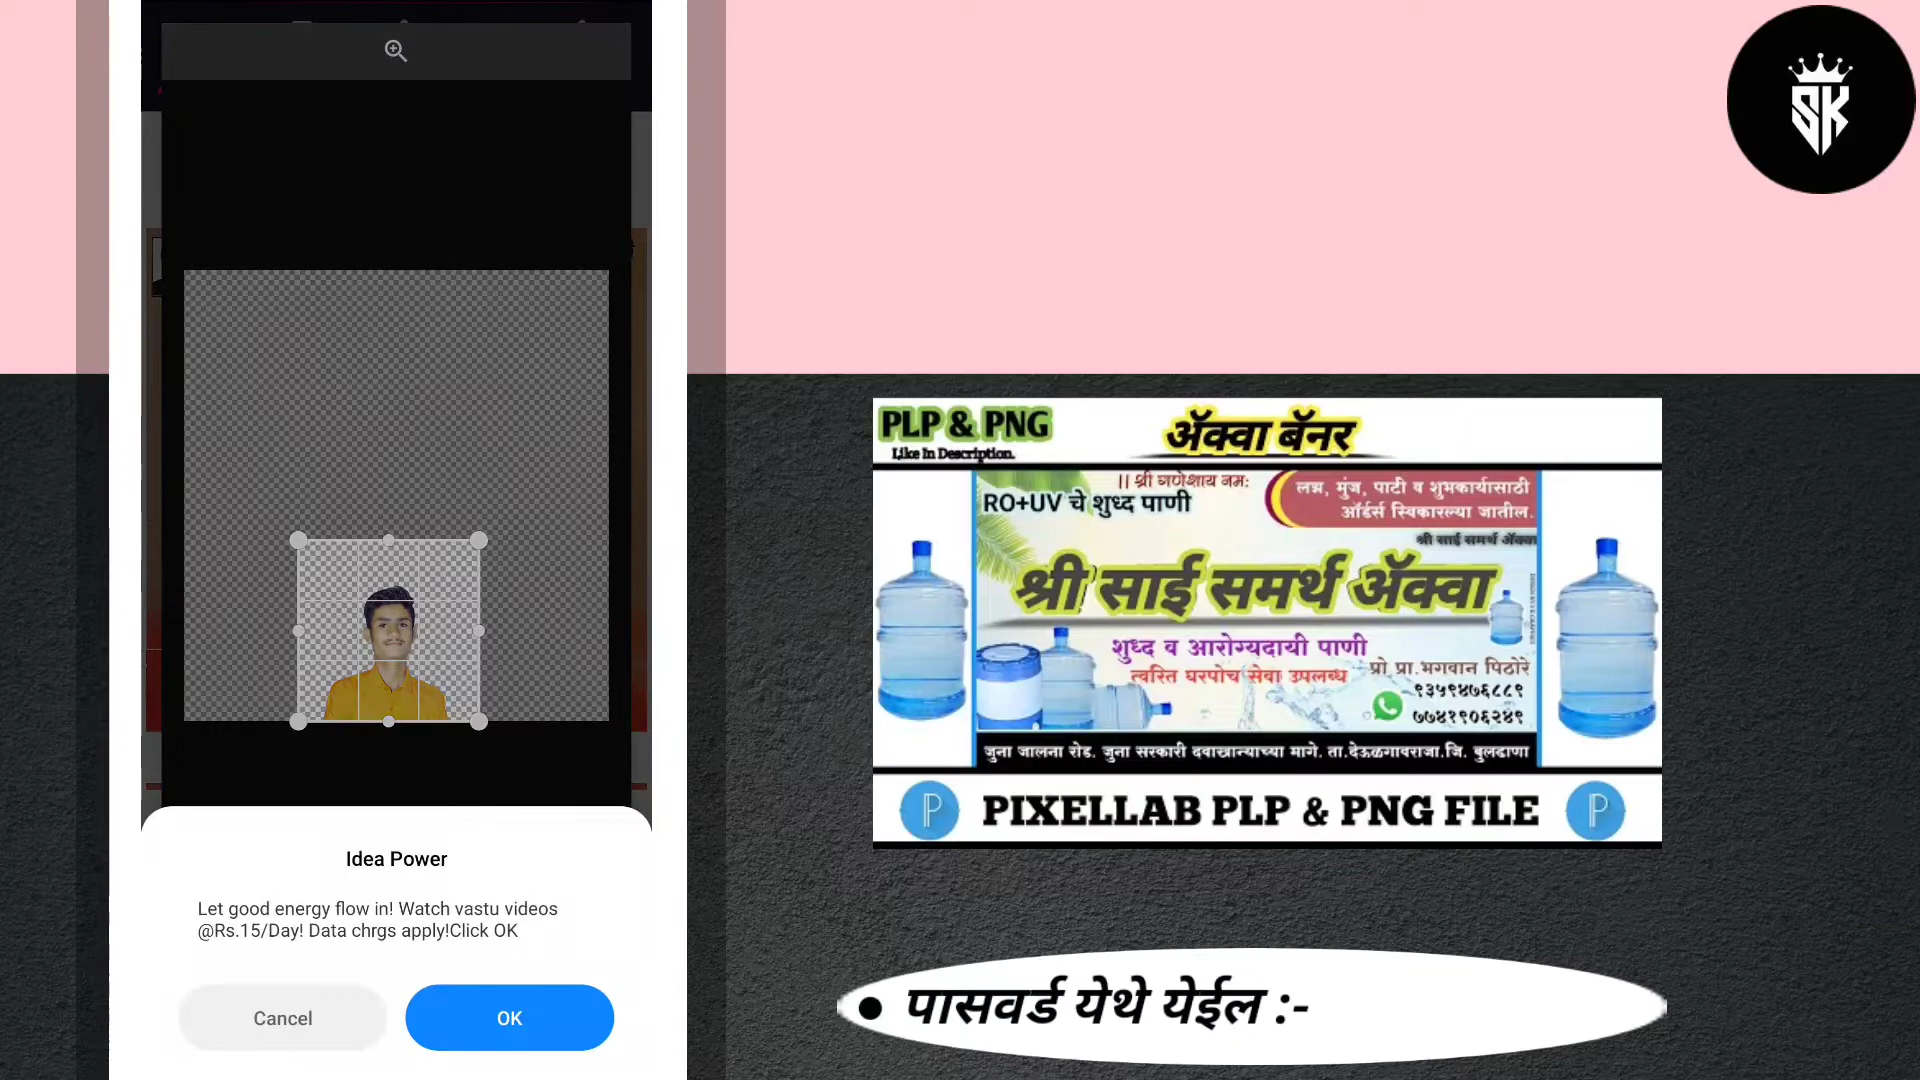 Idea Power
Let good energy flow in! Watch vastu videos
@Rs.15/Day! Data chrgs apply!Click OK
Cancel
OK
SK
PLP & PNG
Like In Description.
ॲक्वा बॅनर
|| श्री गणेशाय नम:
RO+UV चे शुध्द पाणी
लग्न, मुंज, पार्टी व शुभकार्यासाठी
ऑर्डर्स स्विकारल्या जातील.
श्री साई समर्थ ॲक्वा
श्री साई समर्थ ॲक्वा
शुध्द व आरोग्यदायी पाणी
त्वरित घरपोच सेवा उपलब्ध
प्रो प्रा.भगवान पिठोरे
९३५९४७६८८९
७७४१९०६२४९
जुना जालना रोड. जुना सरकारी दवाखान्याच्या मागे. ता.देऊळगावराजा.जि. बुलढाणा
PIXELLAB PLP & PNG FILE
• पासवर्ड येथे येईल :-